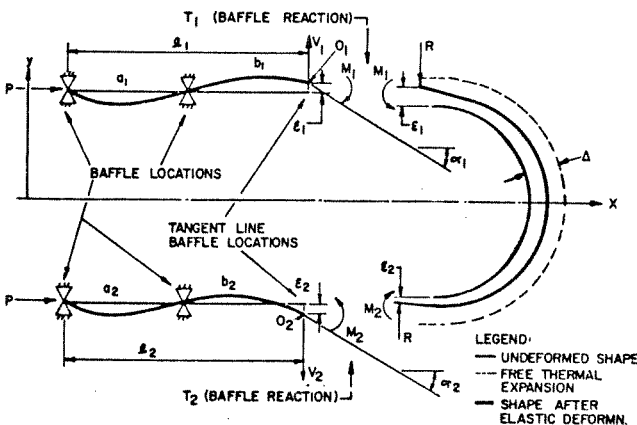 T₁ (BAFFLE REACTION)
ℓ₁
V₁
O₁
R
y
a₁
b₁
M₁
M₁
P
ε₁
ε₁
α₁
Δ
BAFFLE LOCATIONS
X
TANGENT LINE
BAFFLE LOCATIONS
ε₂
ε₂
P
a₂
b₂
O₂
M₂
M₂
R
ℓ₂
V₂
α₂
T₂ (BAFFLE REACTION)
LEGEND:
UNDEFORMED SHAPE
FREE THERMAL
EXPANSION
SHAPE AFTER
ELASTIC DEFORMN.